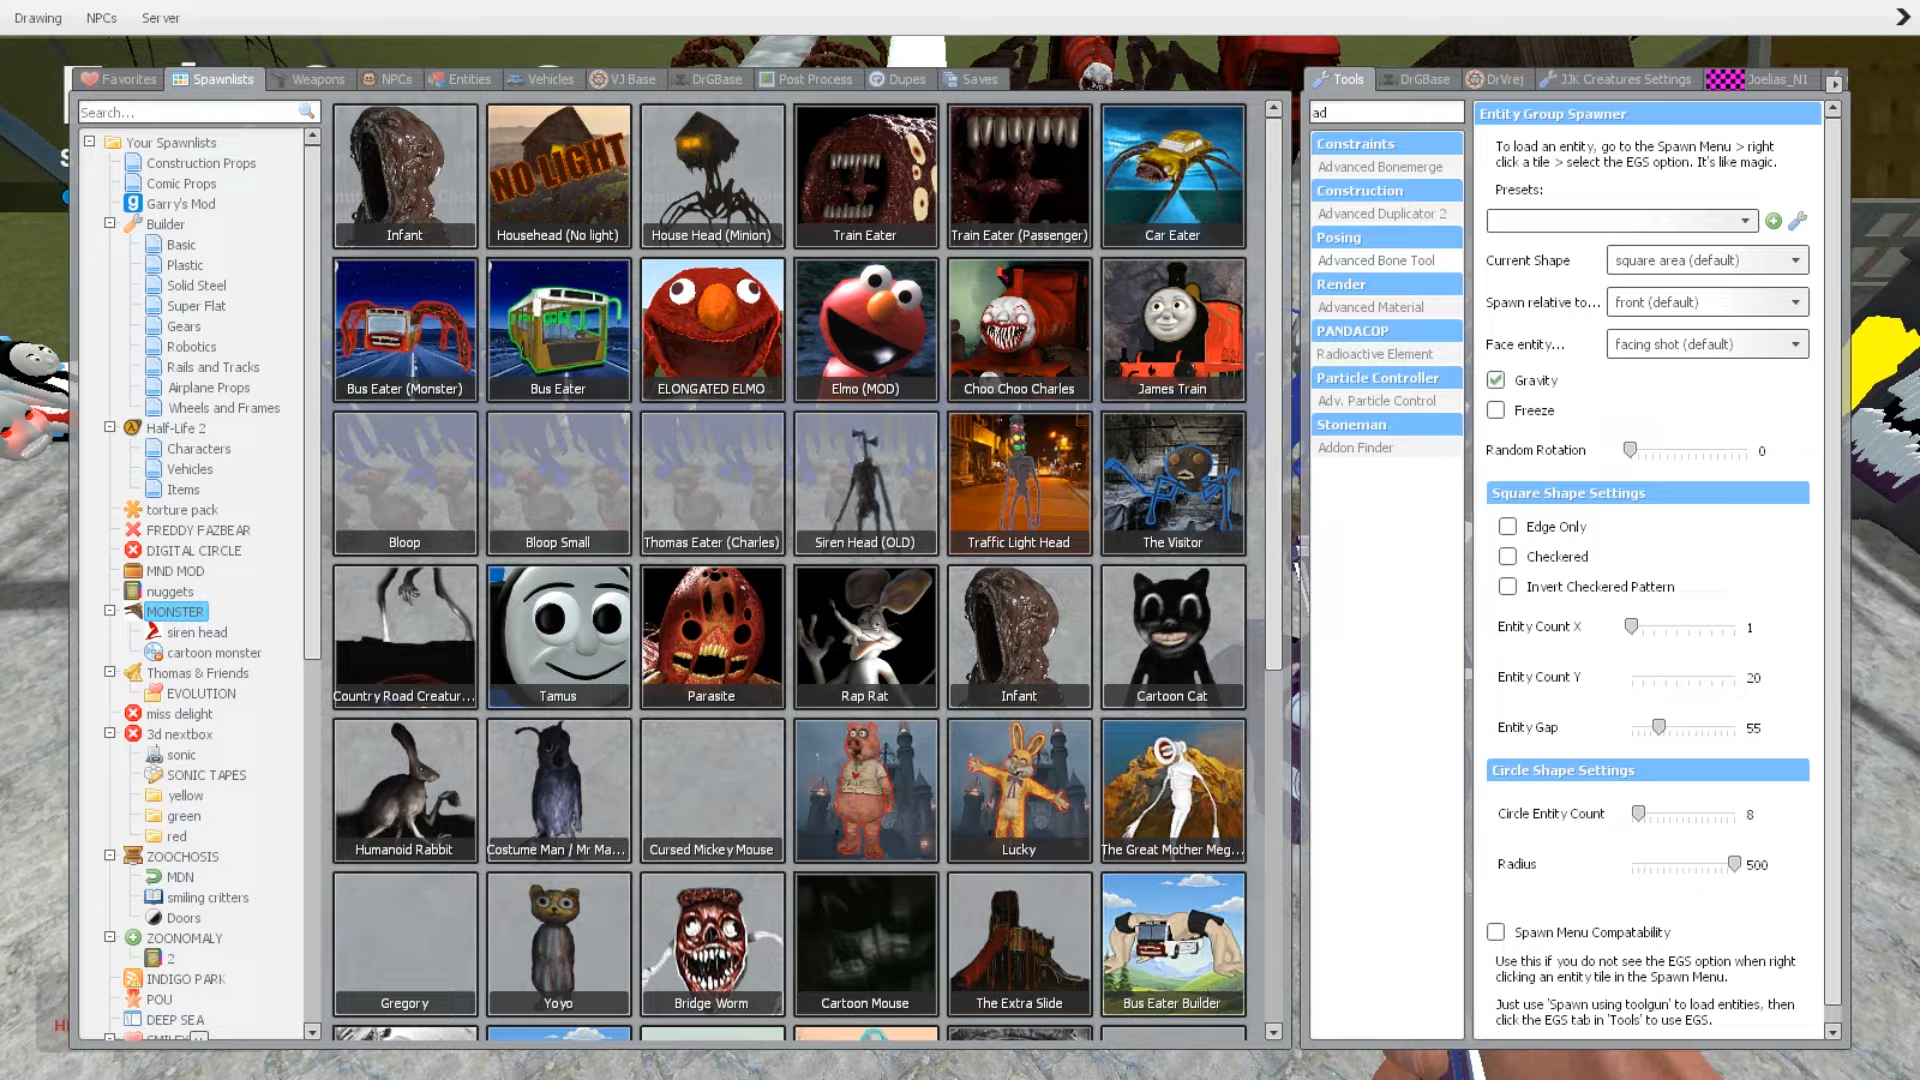 Drawing NPCs Server
Favorites Spawnlists Weapons NPCs Entities Vehicles VJ Base DrGBase Post Process Dupes Saves
Search...
Your Spawnlists
Construction Props
Comic Props
Garry's Mod
Builder
Basic
Plastic
Solid Steel
Super Flat
Gears
Robotics
Rails and Tracks
Airplane Props
Wheels and Frames
Half-Life 2
Characters
Vehicles
Items
torture pack
FREDDY FAZBEAR
DIGITAL CIRCLE
MND MOD
nuggets
MONSTER
siren head
cartoon monster
Thomas & Friends
EVOLUTION
miss delight
3d nextbox
sonic
SONIC TAPES
yellow
green
red
ZOOCHOSIS
MDN
smiling critters
Doors
ZOONOMALY
2
INDIGO PARK
POU
DEEP SEA
NO LIGHT
Infant Househead (No light) House Head (Minion) Train Eater Train Eater (Passenger) Car Eater
Bus Eater (Monster) Bus Eater ELONGATED ELMO Elmo (MOD) Choo Choo Charles James Train
Bloop Bloop Small Thomas Eater (Charles) Siren Head (OLD) Traffic Light Head The Visitor
Country Road Creatur... Tamus Parasite Rap Rat Infant Cartoon Cat
Humanoid Rabbit Costume Man / Mr Ma... Cursed Mickey Mouse Lucky The Great Mother Meg...
Gregory Yoyo Bridge Worm Cartoon Mouse The Extra Slide Bus Eater Builder
Tools DrGBase DrVrej JJK Creatures Settings Joelias_N1
ad
Constraints
Advanced Bonemerge
Construction
Advanced Duplicator 2
Posing
Advanced Bone Tool
Render
Advanced Material
PANDACOP
Radioactive Element
Particle Controller
Adv. Particle Control
Stoneman
Addon Finder
Entity Group Spawner
To load an entity, go to the Spawn Menu > right
click a tile > select the EGS option. It's like magic.
Presets:
Current Shape square area (default)
Spawn relative to... front (default)
Face entity... facing shot (default)
Gravity
Freeze
Random Rotation 0
Square Shape Settings
Edge Only
Checkered
Invert Checkered Pattern
Entity Count X 1
Entity Count Y 20
Entity Gap 55
Circle Shape Settings
Circle Entity Count 8
Radius 500
Spawn Menu Compatability
Use this if you do not see the EGS option when right
clicking an entity tile in the Spawn Menu.
Just use 'Spawn using toolgun' to load entities, then
click the EGS tab in 'Tools' to use EGS.